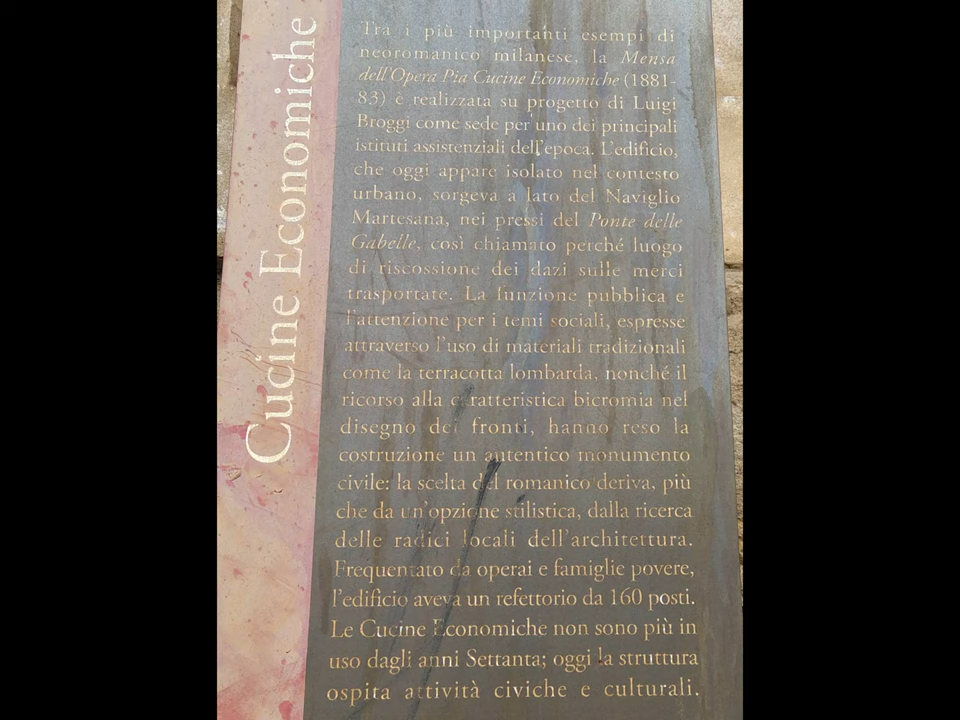 Cucine Economiche
Tra i più importanti esempi di
neoromanico milanese, la Mensa
dell'Opera Pia Cucine Economiche (1881-
83) è realizzata su progetto di Luigi
Broggi come sede per uno dei principali
istituti assistenziali dell'epoca. L'edificio,
che oggi appare isolato nel contesto
urbano, sorgeva a lato del Naviglio
Martesana, nei pressi del Ponte delle
Gabelle, così chiamato perché luogo
di riscossione dei dazi sulle merci
trasportate. La funzione pubblica e
l'attenzione per i temi sociali, espresse
attraverso l'uso di materiali tradizionali
come la terracotta lombarda, nonché il
ricorso alla caratteristica bicromia nel
disegno dei fronti, hanno reso la
costruzione un autentico monumento
civile: la scelta del romanico deriva, più
che da un'opzione stilistica, dalla ricerca
delle radici locali dell'architettura.
Frequentato da operai e famiglie povere,
l'edificio aveva un refettorio da 160 posti.
Le Cucine Economiche non sono più in
uso dagli anni Settanta; oggi la struttura
ospita attività civiche e culturali.